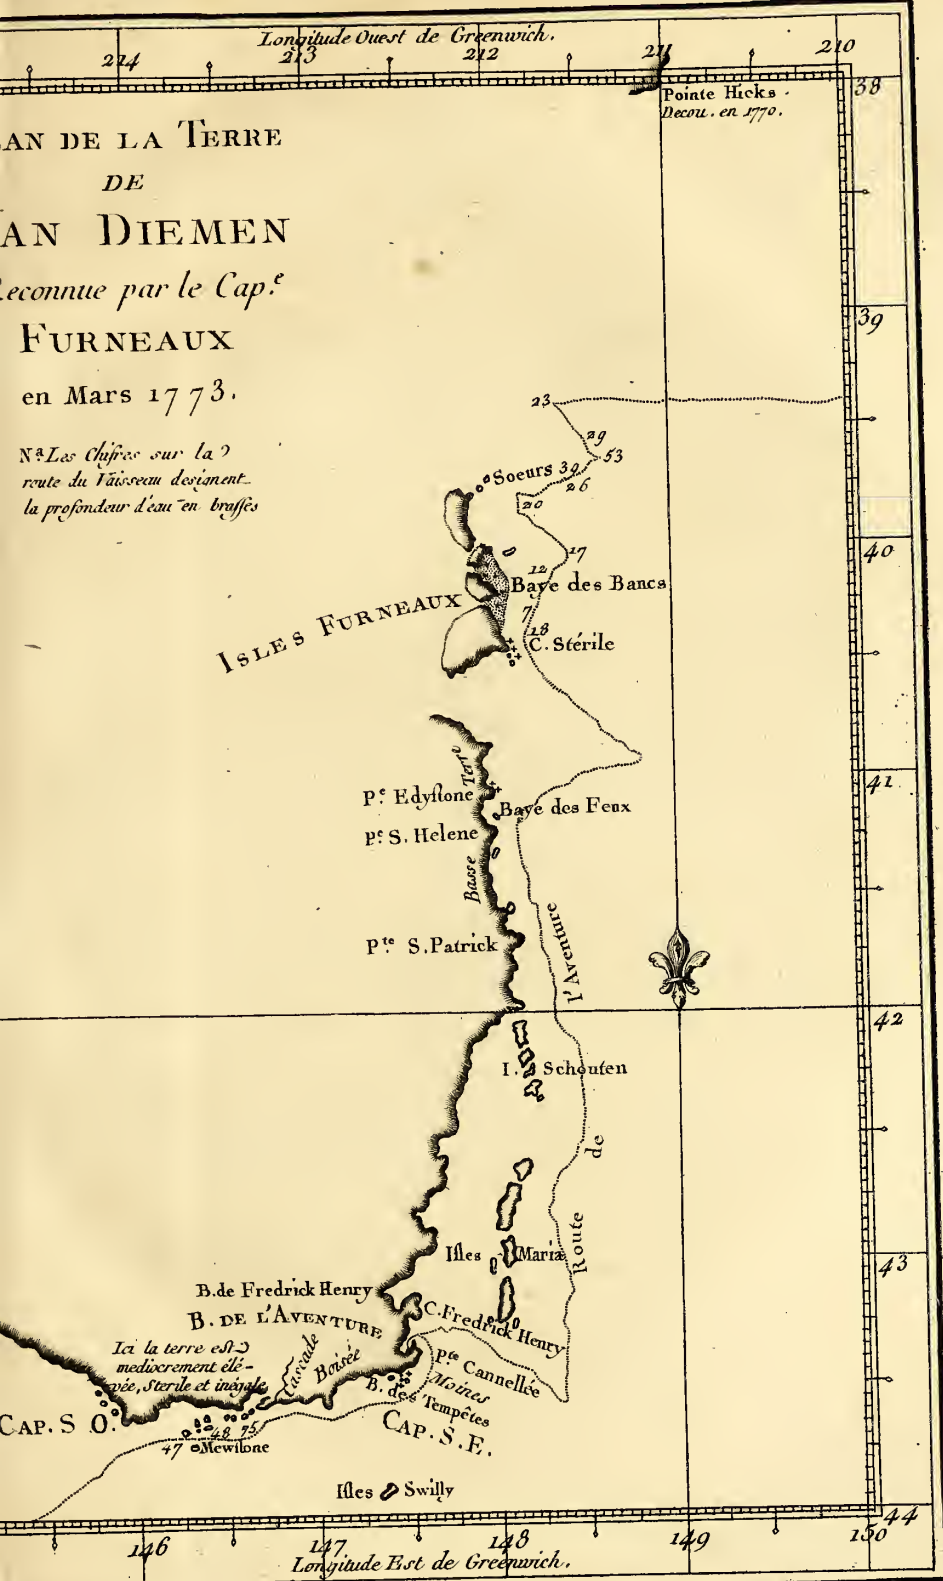 Longitude Ouest de Greenwich.
214 213 212 211 210
Pointe Hicks.
Decou. en 1770.
38
AN DE LA TERRE
DE
AN DIEMEN
econnue par le Cap.e
FURNEAUX
en Mars 1773.
Na. Les Chifres sur la
route du Vaisseau designent
la profondeur d'eau en brasses
39
23
29
53
Soeurs 39
26
20
40
17
12
Baye des Bancs
ISLES FURNEAUX
7
18
C. Stérile
41
Basse Terre
P.e Edystone
Baye des Feux
P.e S. Helene
P.te S. Patrick
Route de l'Aventure
42
I. Schouten
43
Isles Maria
B. de Fredrick Henry
B. DE L'AVENTURE
C. Fredrick Henry
Ici la terre est
mediocrement élé-
vée, Sterile et inégale
Cascade
Boisée
P.te Cannellée
Moines
B. des Tempêtes
CAP. S O.
CAP. S.E.
48 75
47 Mewstone
Isles Swilly
44
146 147 148 149 150
Longitude Est de Greenwich.